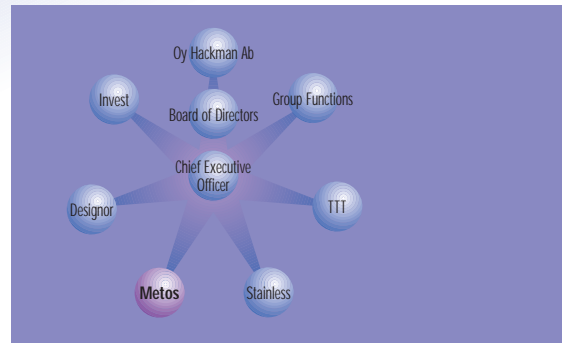 Oy Hackman Ab
Invest
Group Functions
Board of Directors
Chief Executive
Officer
Designor
TTT
Metos
Stainless